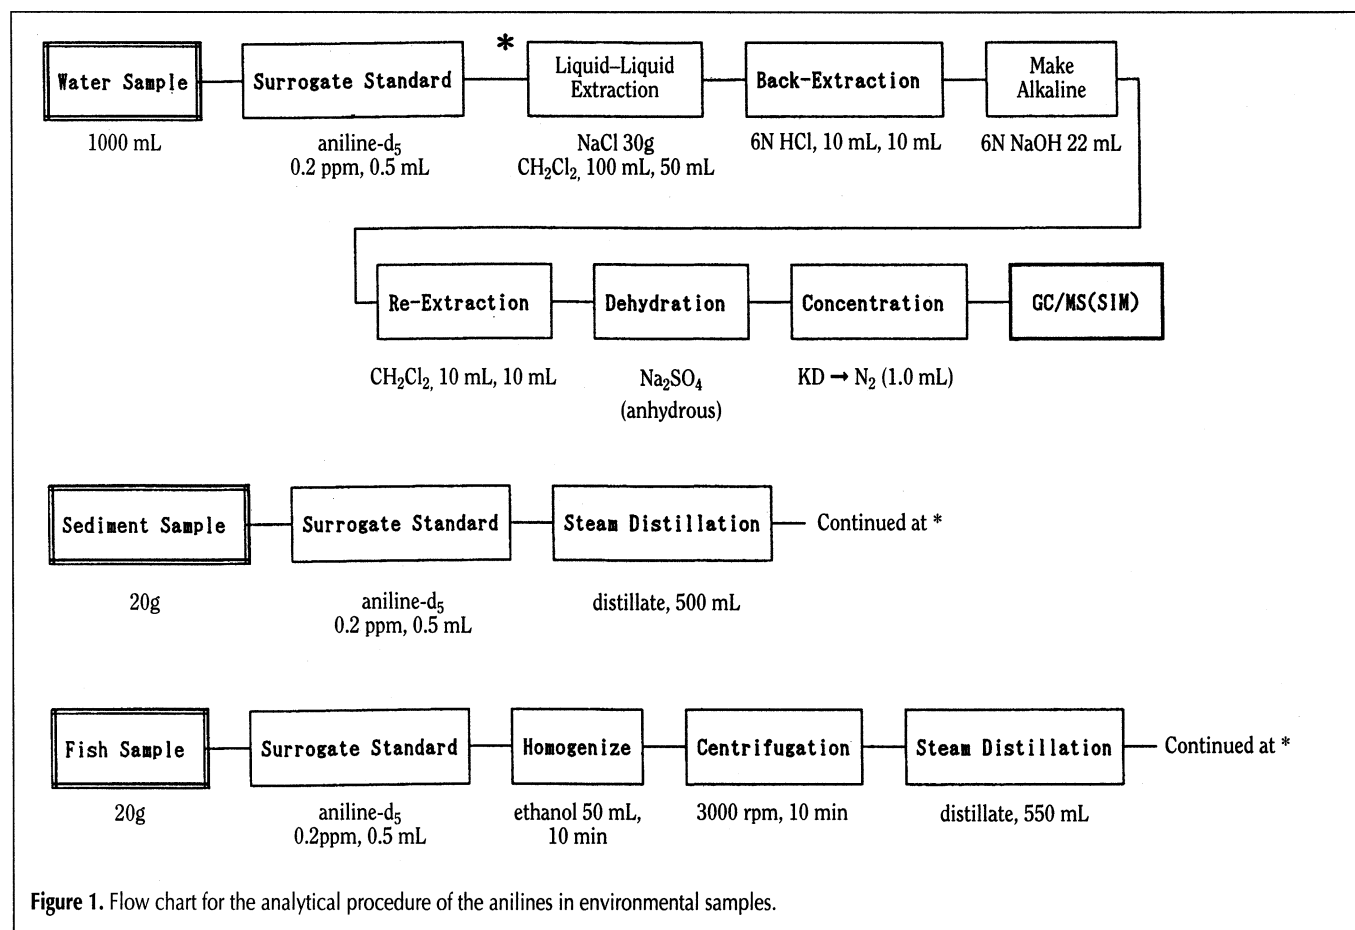 *
Water Sample
Surrogate Standard
Liquid–Liquid
Extraction
Back-Extraction
Make
Alkaline
1000 mL
aniline-d5
0.2 ppm, 0.5 mL
NaCl 30g
CH2Cl2, 100 mL, 50 mL
6N HCl, 10 mL, 10 mL
6N NaOH 22 mL
Re-Extraction
Dehydration
Concentration
GC/MS(SIM)
CH2Cl2, 10 mL, 10 mL
Na2SO4
(anhydrous)
KD → N2 (1.0 mL)
Sediment Sample
Surrogate Standard
Steam Distillation
Continued at *
20g
aniline-d5
0.2 ppm, 0.5 mL
distillate, 500 mL
Fish Sample
Surrogate Standard
Homogenize
Centrifugation
Steam Distillation
Continued at *
20g
aniline-d5
0.2ppm, 0.5 mL
ethanol 50 mL,
10 min
3000 rpm, 10 min
distillate, 550 mL
Figure 1. Flow chart for the analytical procedure of the anilines in environmental samples.